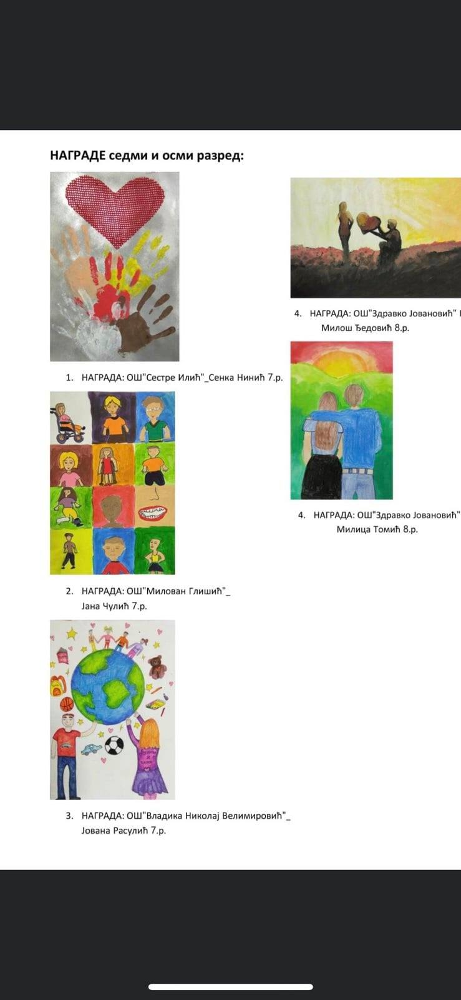 НАГРАДЕ седми и осми разред:
1. НАГРАДА: ОШ"Сестре Илић"_Сенка Нинић 7.р.
2. НАГРАДА: ОШ"Милован Глишић"_
Јана Чулић 7.р.
3. НАГРАДА: ОШ"Владика Николај Велимировић"_
Јована Расулић 7.р.
4. НАГРАДА: ОШ"Здравко Јовановић"
Милош Ђедовић 8.р.
4. НАГРАДА: ОШ"Здравко Јовановић"
Милица Томић 8.р.